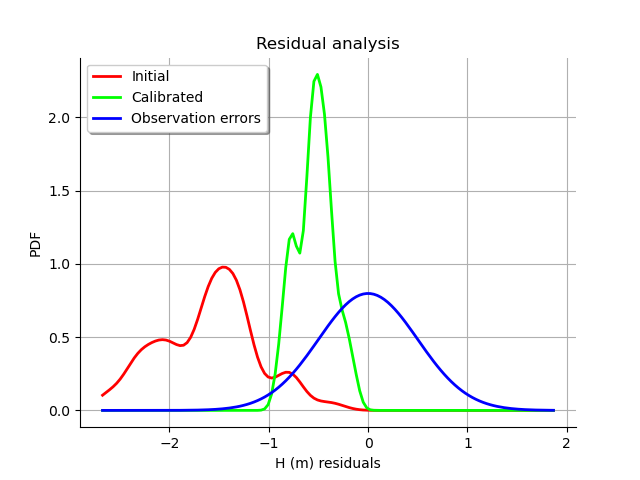 Residual analysis
Initial
Calibrated
Observation errors
PDF
2.0
1.5
1.0
0.5
0.0
−2
−1
0
1
2
H (m) residuals